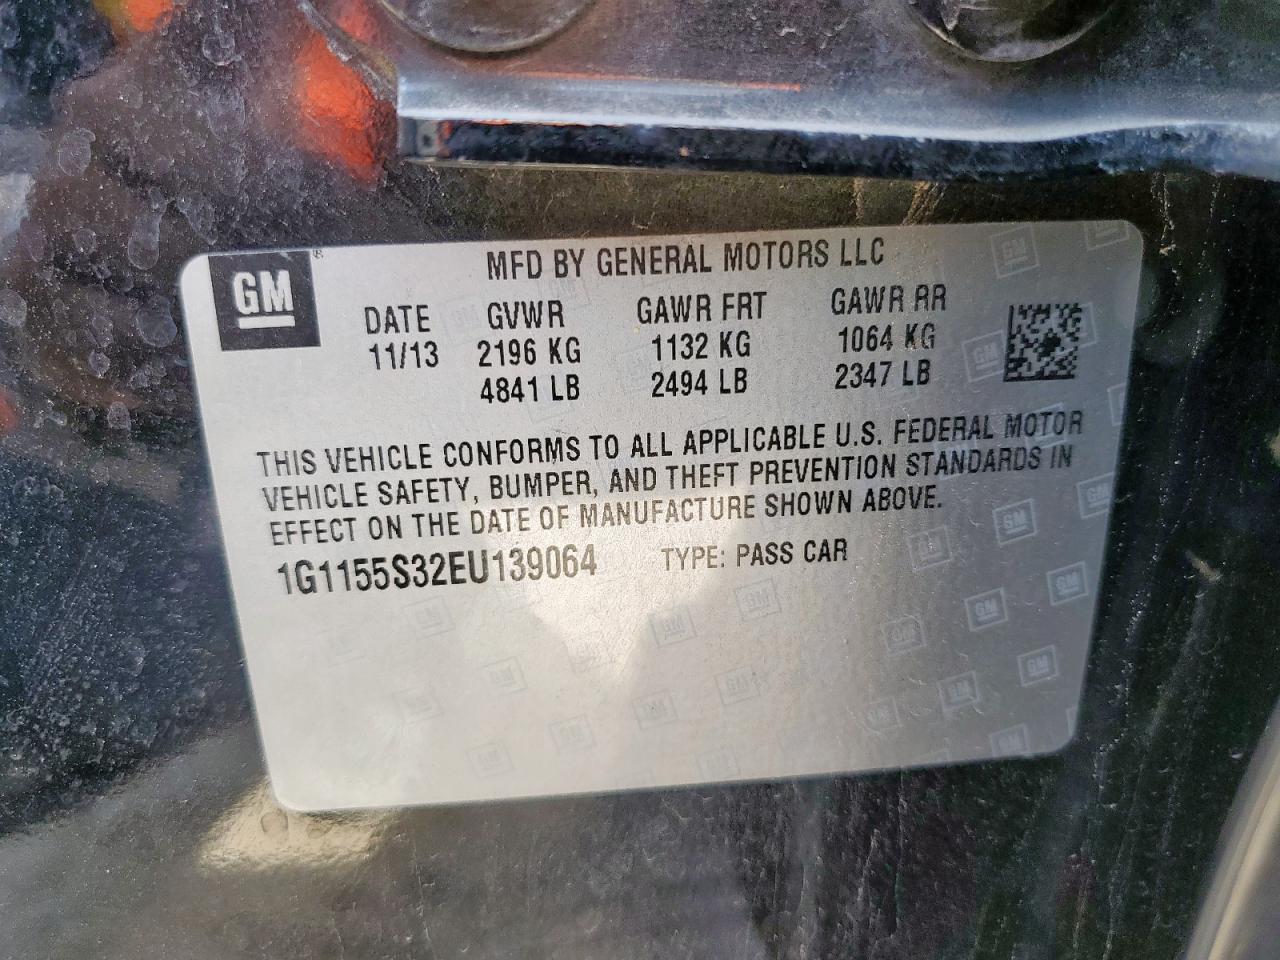 GM ®
MFD BY GENERAL MOTORS LLC
DATE GVWR GAWR FRT GAWR RR
11/13 2196 KG 1132 KG 1064 KG
4841 LB 2494 LB 2347 LB
THIS VEHICLE CONFORMS TO ALL APPLICABLE U.S. FEDERAL MOTOR
VEHICLE SAFETY, BUMPER, AND THEFT PREVENTION STANDARDS IN
EFFECT ON THE DATE OF MANUFACTURE SHOWN ABOVE.
1G1155S32EU139064 TYPE: PASS CAR